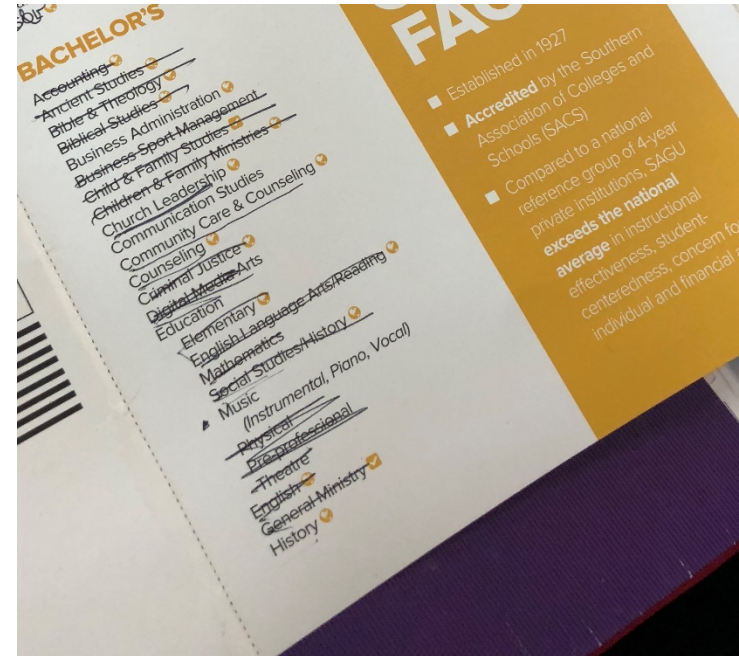 BACHELOR'S
Accounting
Ancient Studies
Bible & Theology
Biblical Studies
Business Administration
Business Sport Management
Child & Family Studies
Children & Family Ministries
Church Leadership
Communication Studies
Community Care & Counseling
Counseling
Criminal Justice
Digital Media Arts
Education
Elementary
English Language Arts/Reading
Mathematics
Social Studies/History
Music
(Instrumental, Piano, Vocal)
Physical
Pre-professional
Theatre
English
General Ministry
History
FAC
Established in 1927
Accredited by the Southern
Association of Colleges and
Schools (SACS)
Compared to a national
reference group of 4-year
private institutions, SAGU
exceeds the national
average in instructional
effectiveness, student-
centeredness, concern for
individual and financial